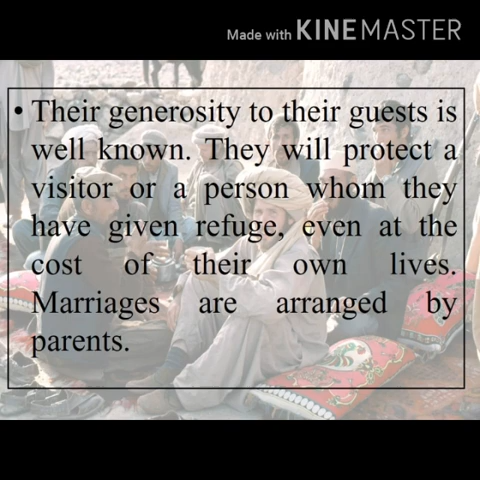 Made with KINEMASTER
• Their generosity to their guests is
well known. They will protect a
visitor or a person whom they
have given refuge, even at the
cost of their own lives.
Marriages are arranged by
parents.